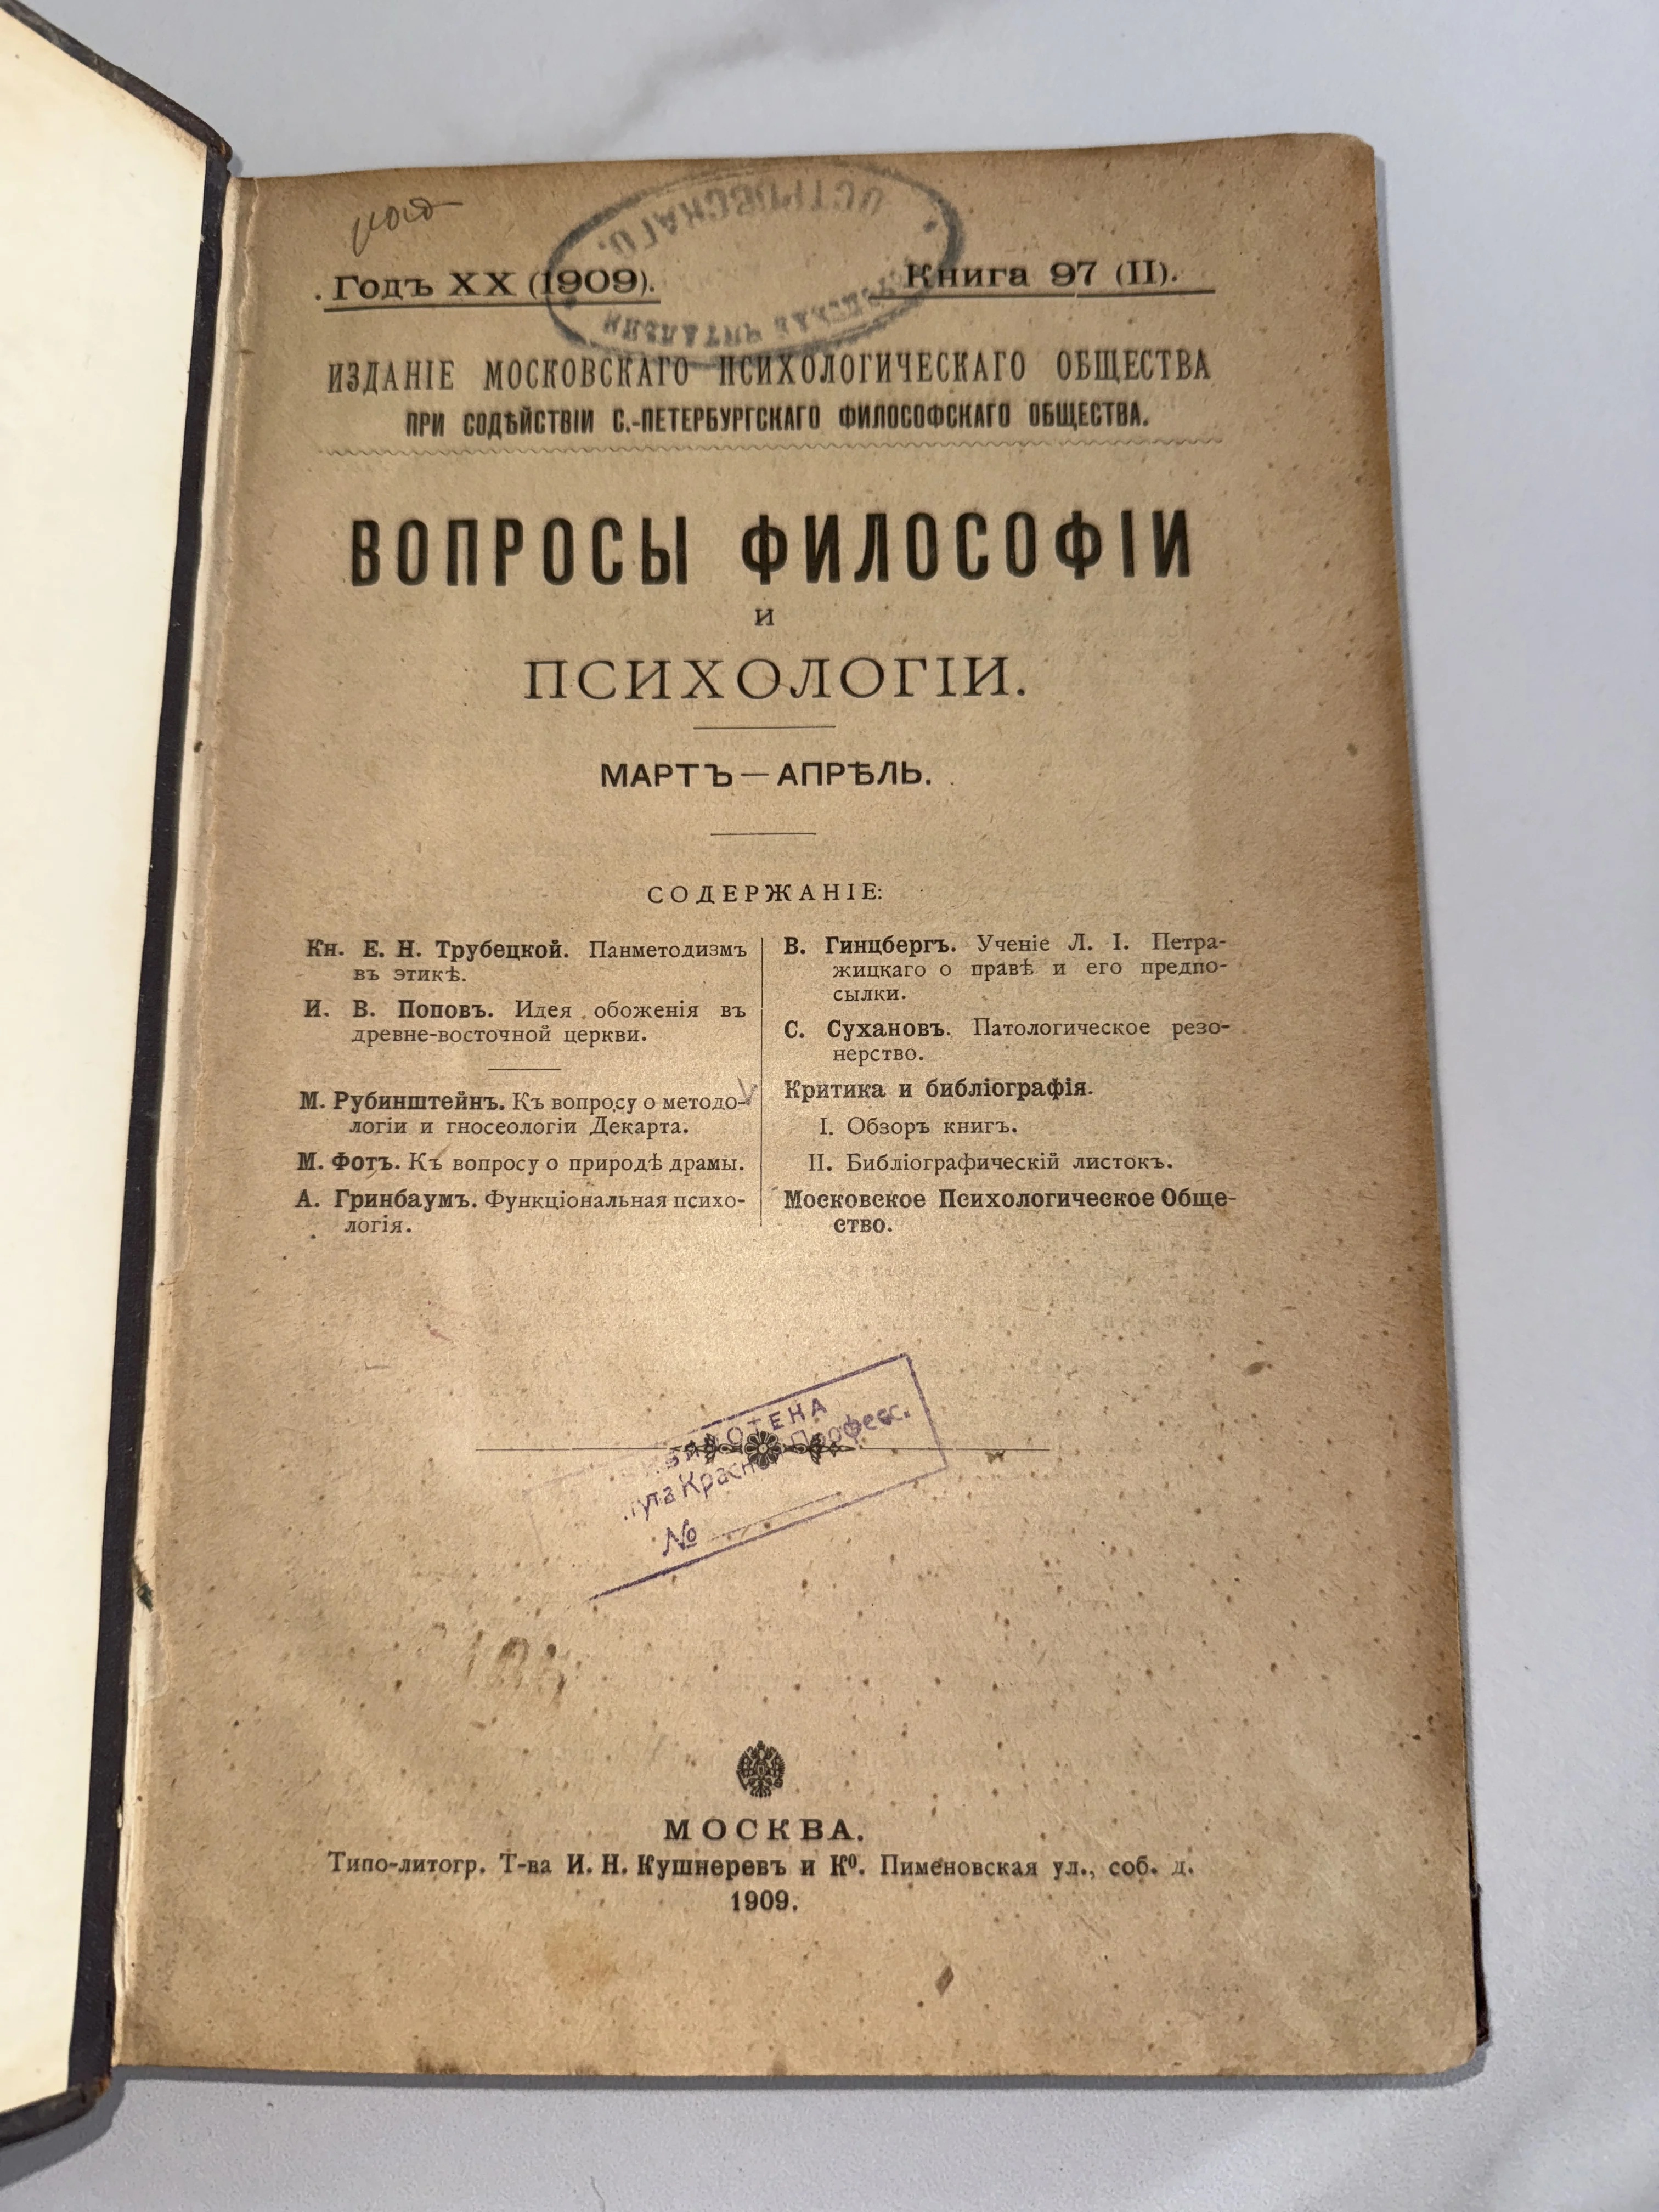 Годъ XX (1909).
Книга 97 (II).
ИЗДАНІЕ МОСКОВСКАГО ПСИХОЛОГИЧЕСКАГО ОБЩЕСТВА
ПРИ СОДѢЙСТВІИ С.-ПЕТЕРБУРГСКАГО ФИЛОСОФСКАГО ОБЩЕСТВА.
ВОПРОСЫ ФИЛОСОФІИ
И
ПСИХОЛОГІИ.
МАРТЪ—АПРѢЛЬ.
СОДЕРЖАНІЕ:
Кн. Е. Н. Трубецкой. Панметодизмъ
въ этикѣ.
И. В. Поповъ. Идея обоженія въ
древне-восточной церкви.
М. Рубинштейнъ. Къ вопросу о методо-
логіи и гносеологіи Декарта.
М. Фотъ. Къ вопросу о природѣ драмы.
А. Гринбаумъ. Функціональная психо-
логія.
В. Гинцбергъ. Ученіе Л. І. Петра-
жицкаго о правѣ и его предпо-
сылки.
С. Сухановъ. Патологическое резо-
нерство.
Критика и библіографія.
I. Обзоръ книгъ.
II. Библіографическій листокъ.
Московское Психологическое Обще-
ство.
Красной Професс.
№
МОСКВА.
Типо-литогр. Т-ва И. Н. Кушнеревъ и К⁰. Пименовская ул., соб. д.
1909.